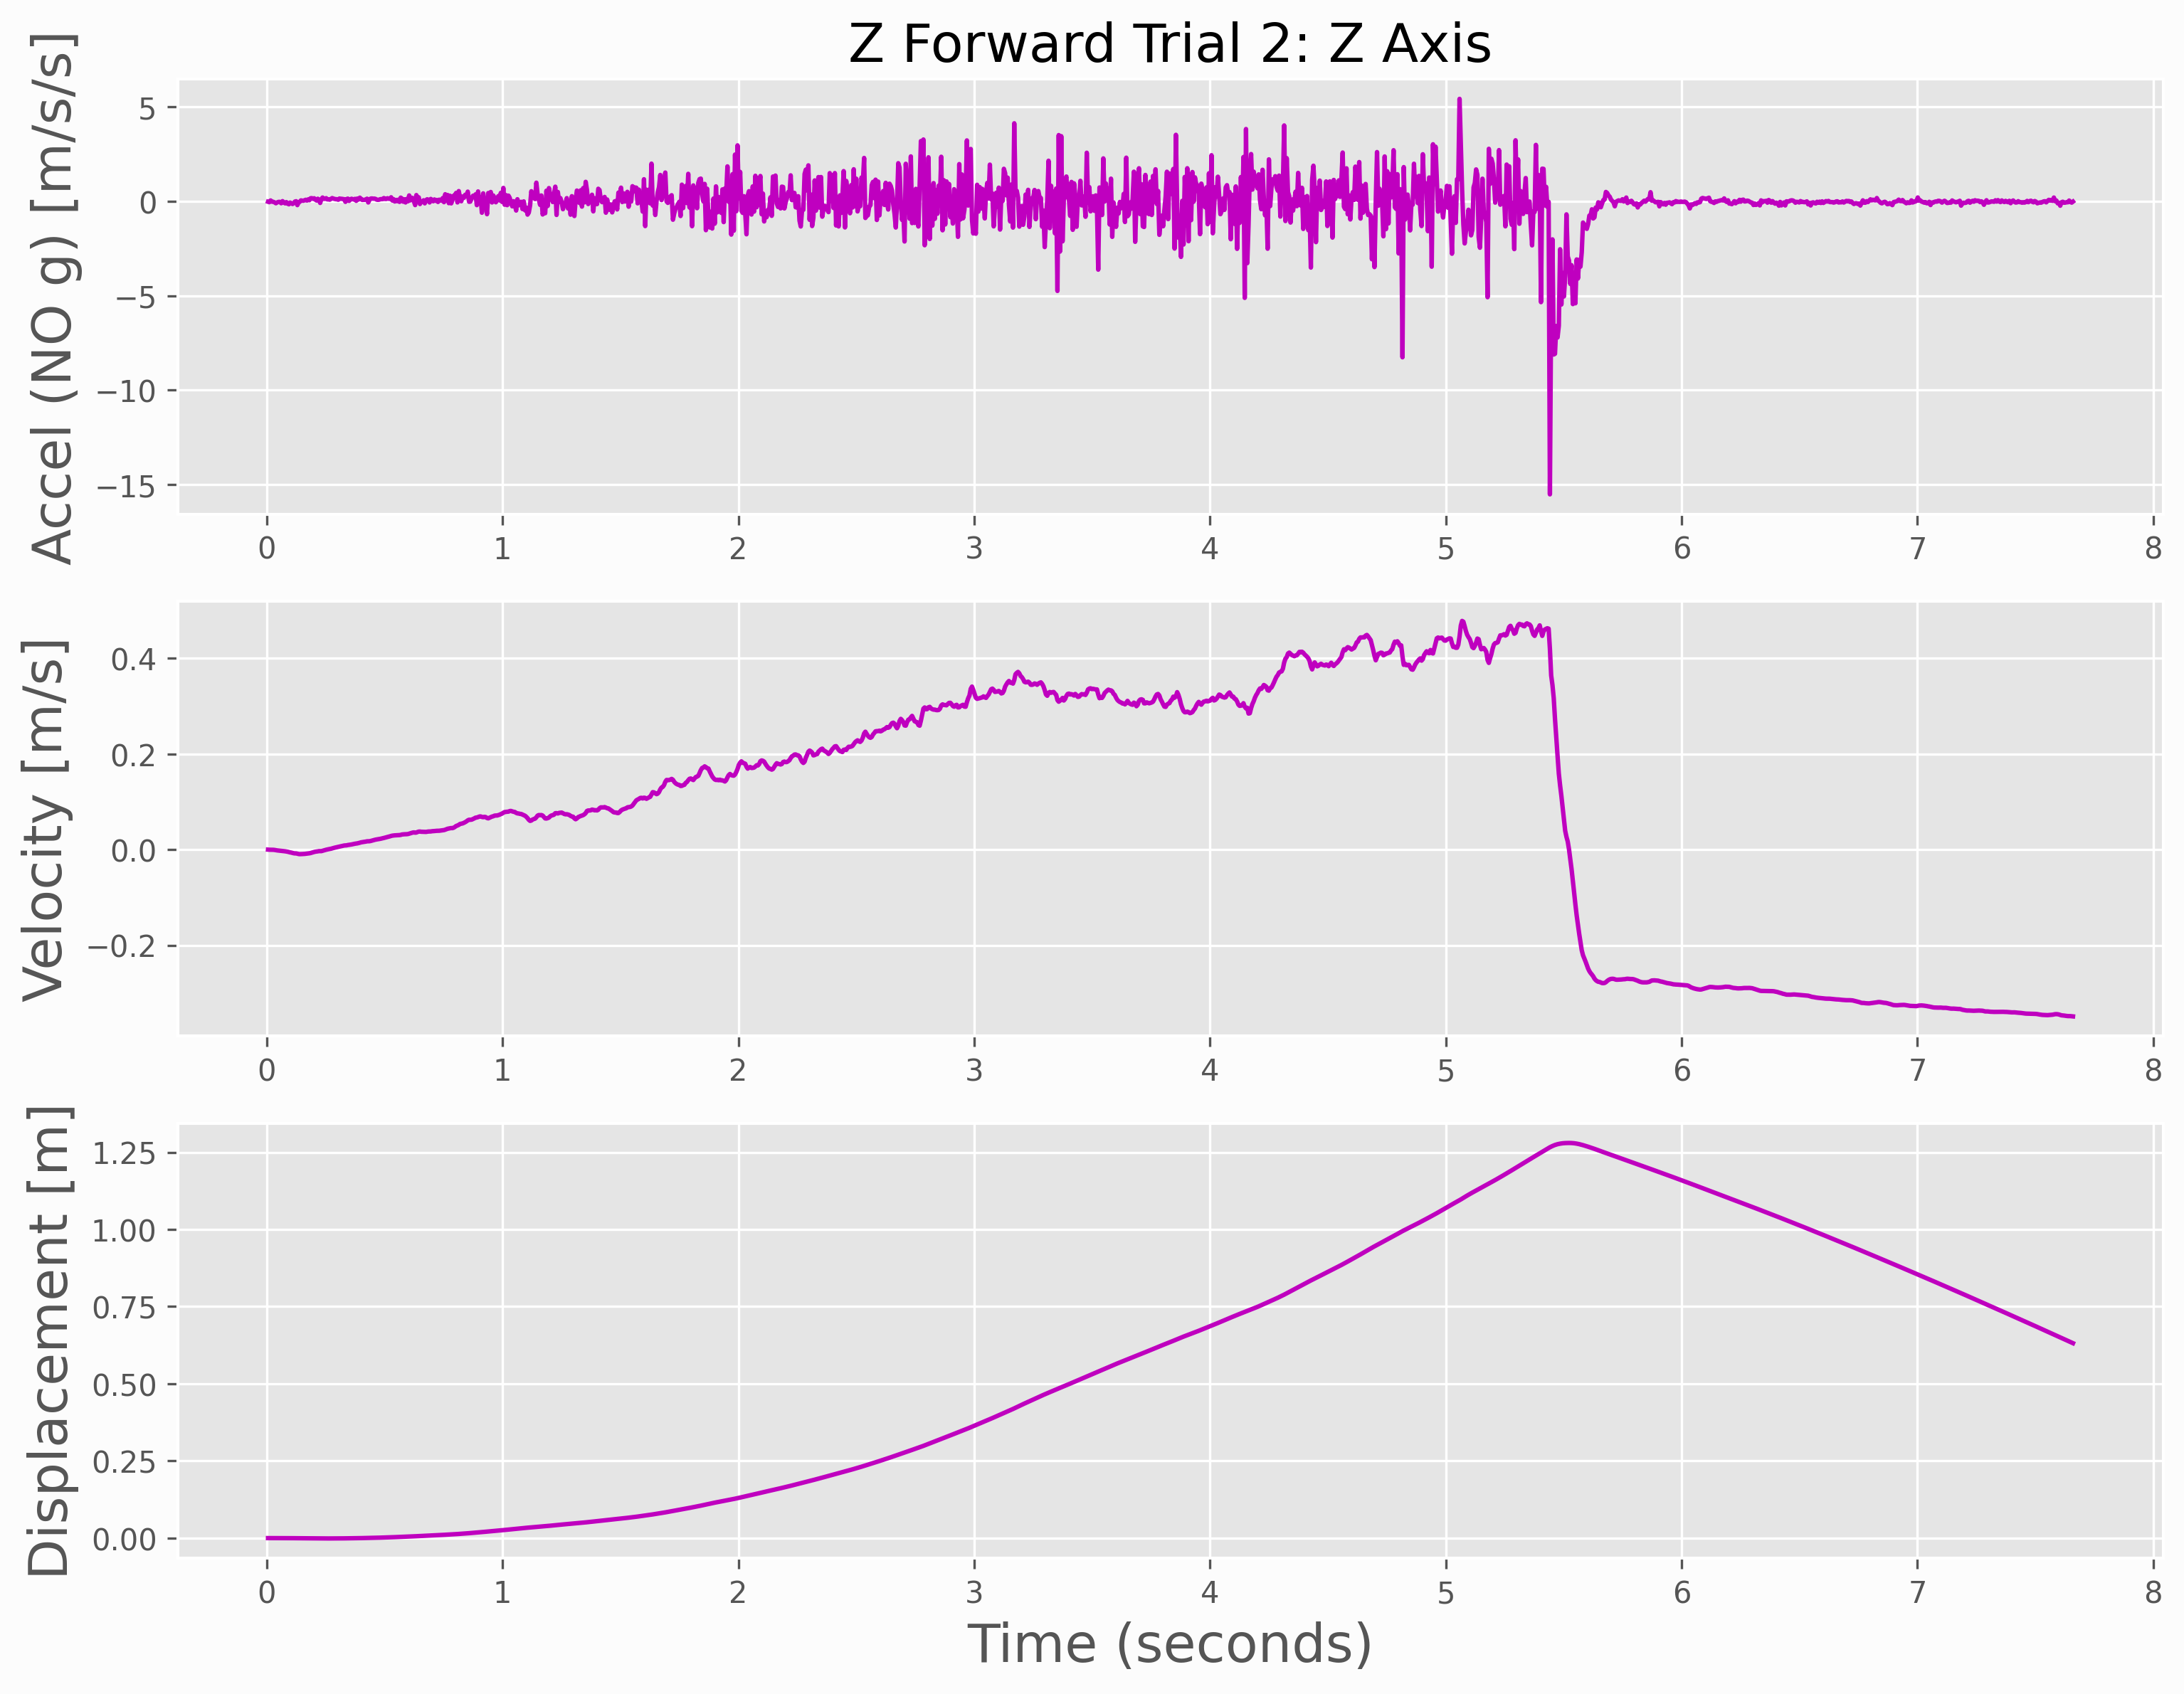 Z Forward Trial 2: Z Axis
Accel (NO g) [m/s/s]
5
0
−5
−10
−15
0 1 2 3 4 5 6 7 8
Velocity [m/s]
0.4
0.2
0.0
−0.2
0 1 2 3 4 5 6 7 8
Displacement [m]
1.25
1.00
0.75
0.50
0.25
0.00
0 1 2 3 4 5 6 7 8
Time (seconds)